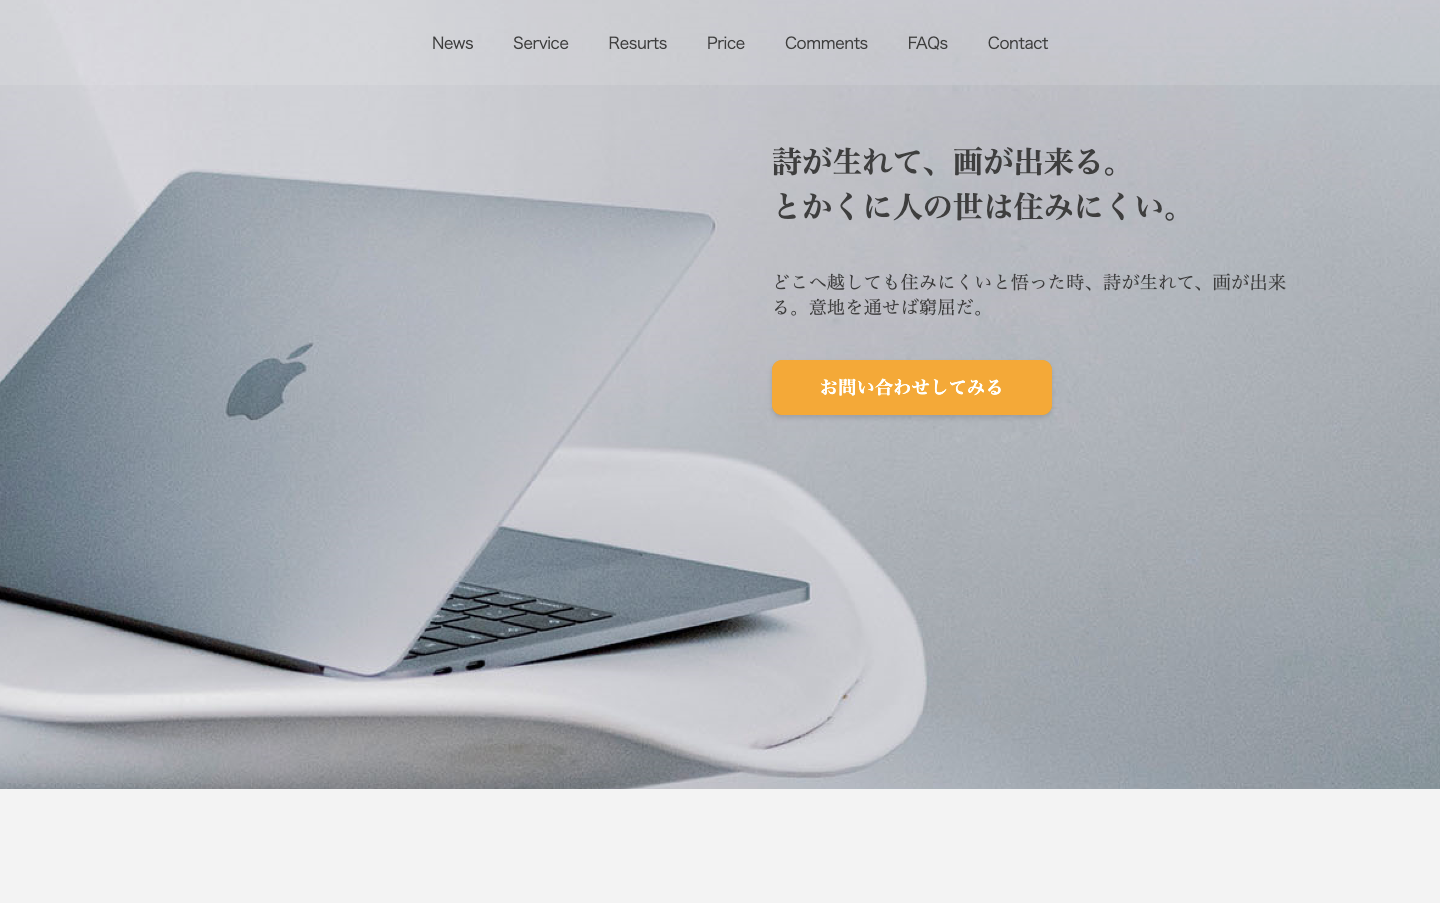 News Service Resurts Price Comments FAQs Contact
詩が生れて、画が出来る。
とかくに人の世は住みにくい。
どこへ越しても住みにくいと悟った時、詩が生れて、画が出来
る。意地を通せば窮屈だ。
お問い合わせしてみる